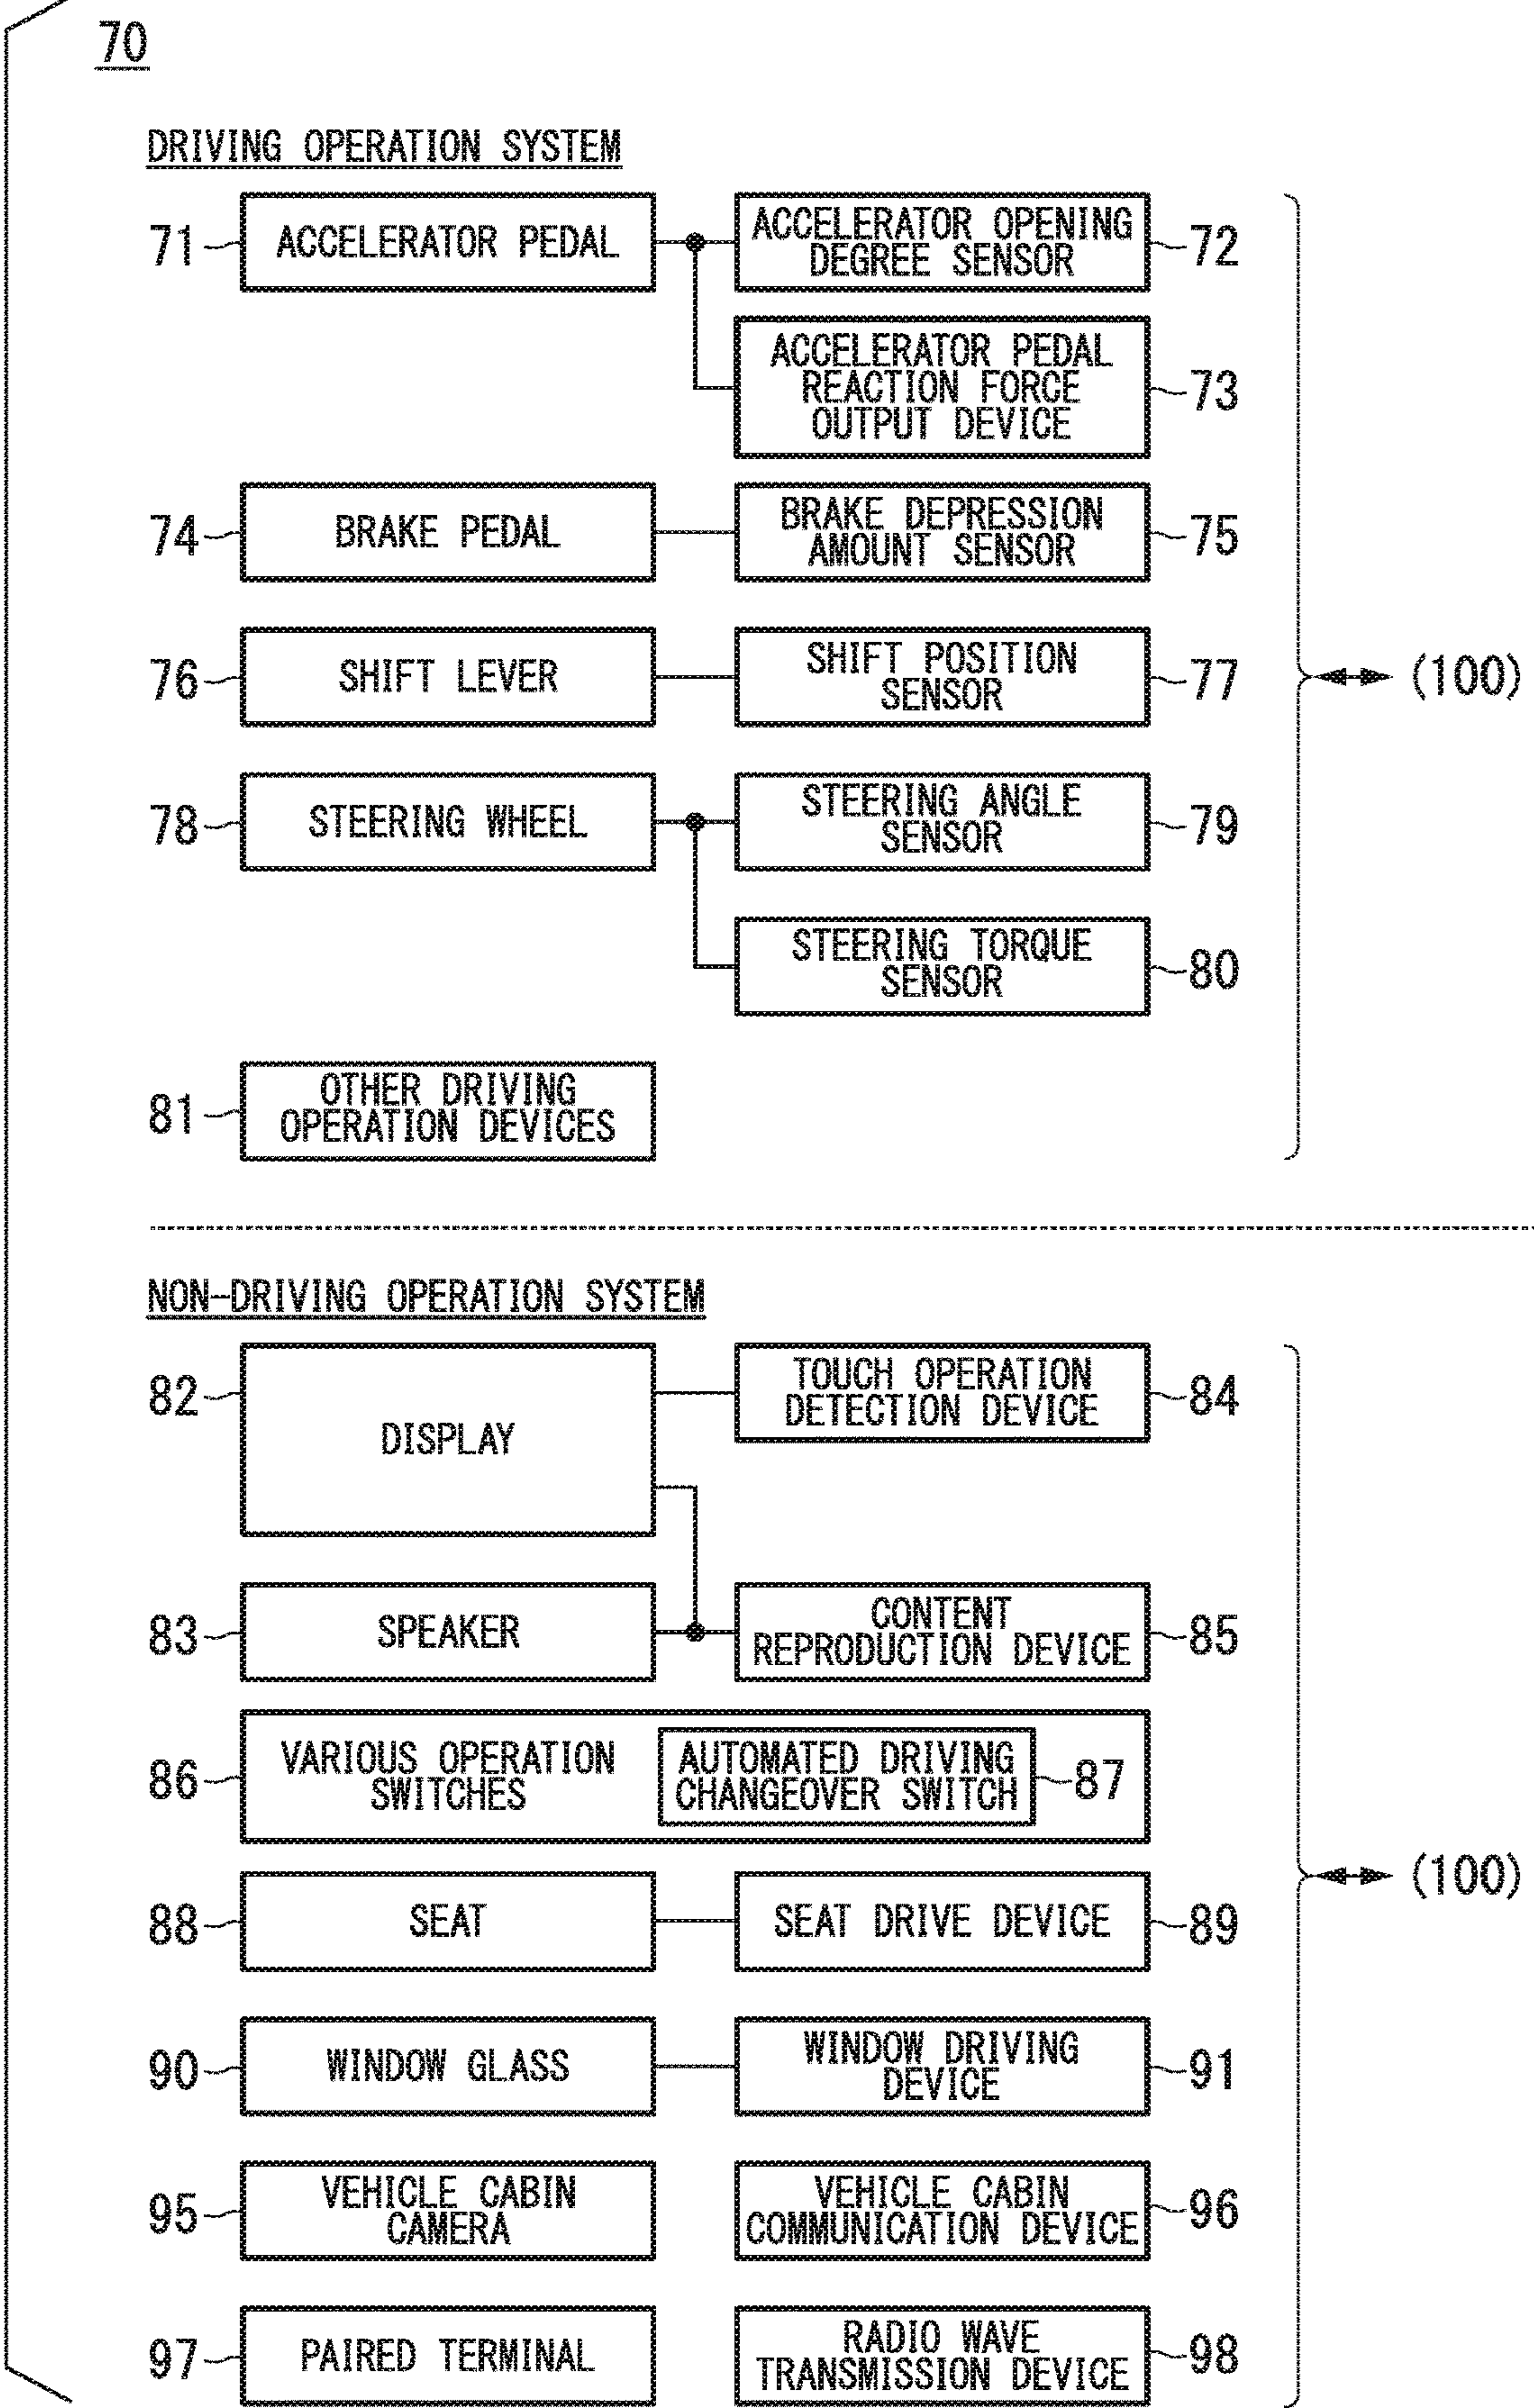 70
DRIVING OPERATION SYSTEM
71
ACCELERATOR PEDAL
ACCELERATOR OPENING
DEGREE SENSOR
72
ACCELERATOR PEDAL
REACTION FORCE
OUTPUT DEVICE
73
74
BRAKE PEDAL
BRAKE DEPRESSION
AMOUNT SENSOR
75
76
SHIFT LEVER
SHIFT POSITION
SENSOR
77
(100)
78
STEERING WHEEL
STEERING ANGLE
SENSOR
79
STEERING TORQUE
SENSOR
80
81
OTHER DRIVING
OPERATION DEVICES
NON-DRIVING OPERATION SYSTEM
82
DISPLAY
TOUCH OPERATION
DETECTION DEVICE
84
83
SPEAKER
CONTENT
REPRODUCTION DEVICE
85
86
VARIOUS OPERATION
SWITCHES
AUTOMATED DRIVING
CHANGEOVER SWITCH
87
(100)
88
SEAT
SEAT DRIVE DEVICE
89
90
WINDOW GLASS
WINDOW DRIVING
DEVICE
91
95
VEHICLE CABIN
CAMERA
VEHICLE CABIN
COMMUNICATION DEVICE
96
97
PAIRED TERMINAL
RADIO WAVE
TRANSMISSION DEVICE
98